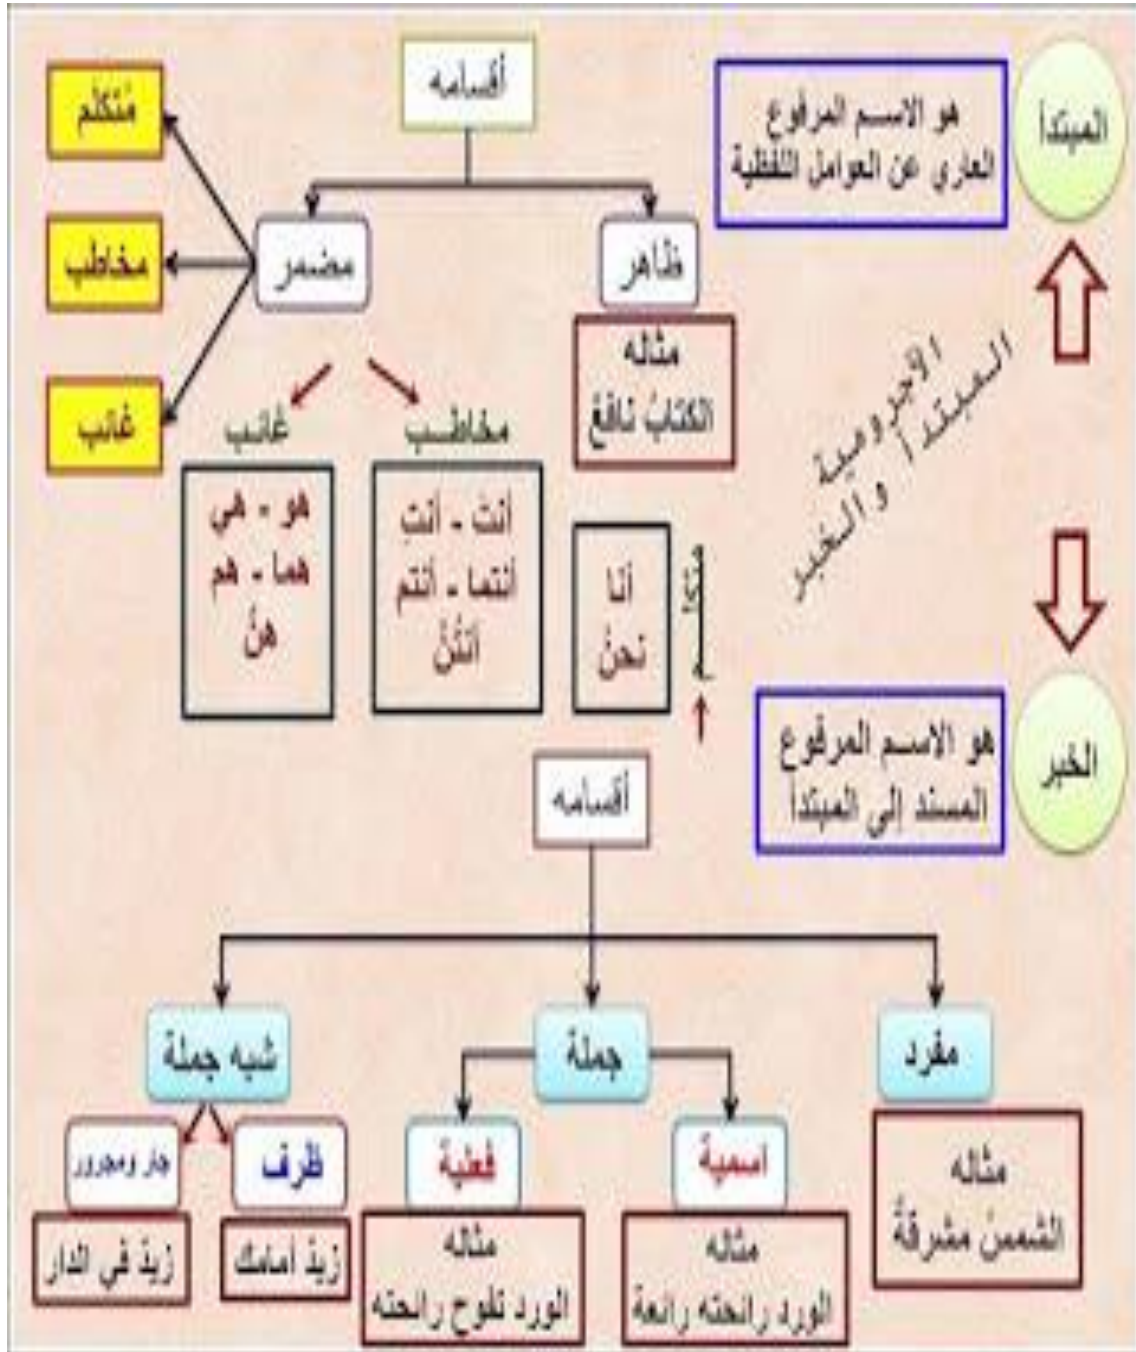 المبتدأ
هو الاسم المرفوع
العاري عن العوامل اللفظية
أقسامه
ظاهر
مثاله
الكتابُ نافعٌ
مضمر
مُتكلم
مخاطب
غائب
مخاطب
أنتَ - أنتِ
أنتما - أنتم
أنتُنَّ
غائب
هو - هي
هما - هم
هنَّ
متكلم
أنا
نحنُ
الآجرومية
المبتدأ والخبر
الخبر
هو الاسم المرفوع
المسند إلى المبتدأ
أقسامه
مفرد
مثاله
الشمسُ مشرقةٌ
جملة
اسمية
مثاله
الورد رائحته رائعة
فعلية
مثاله
الورد تفوح رائحته
شبه جملة
ظرف
زيدٌ أمامك
جار ومجرور
زيدٌ في الدار